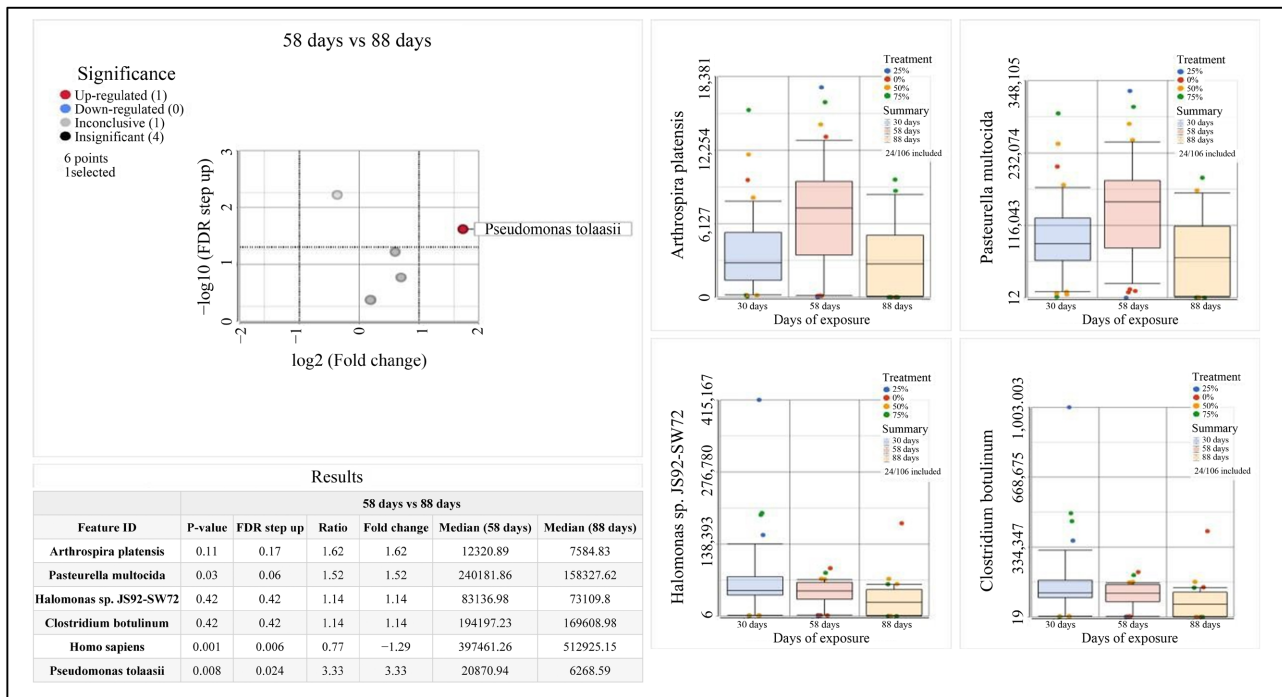 58 days vs 88 days
Significance
Up-regulated (1)
Down-regulated (0)
Inconclusive (1)
Insignificant (4)
6 points
1selected
−log10 (FDR step up)
3
2
1
0
Pseudomonas tolaasii
−2
−1
0
1
2
log2 (Fold change)
Results
58 days vs 88 days
Feature ID P-value FDR step up Ratio Fold change Median (58 days) Median (88 days)
Arthrospira platensis 0.11 0.17 1.62 1.62 12320.89 7584.83
Pasteurella multocida 0.03 0.06 1.52 1.52 240181.86 158327.62
Halomonas sp. JS92-SW72 0.42 0.42 1.14 1.14 83136.98 73109.8
Clostridium botulinum 0.42 0.42 1.14 1.14 194197.23 169608.98
Homo sapiens 0.001 0.006 0.77 −1.29 397461.26 512925.15
Pseudomonas tolaasii 0.008 0.024 3.33 3.33 20870.94 6268.59
Arthrospira platensis
18,381
12,254
6,127
0
Treatment
25%
0%
50%
75%
Summary
30 days
58 days
88 days
24/106 included
30 days 58 days 88 days
Days of exposure
Pasteurella multocida
348,105
232,074
116,043
12
Treatment
25%
0%
50%
75%
Summary
30 days
58 days
88 days
24/106 included
30 days 58 days 88 days
Days of exposure
Halomonas sp. JS92-SW72
415,167
276,780
138,393
6
Treatment
25%
0%
50%
75%
Summary
30 days
58 days
88 days
24/106 included
30 days 58 days 88 days
Days of exposure
Clostridium botulinum
1,003.003
668,675
334,347
19
Treatment
25%
0%
50%
75%
Summary
30 days
58 days
88 days
24/106 included
30 days 58 days 88 days
Days of exposure